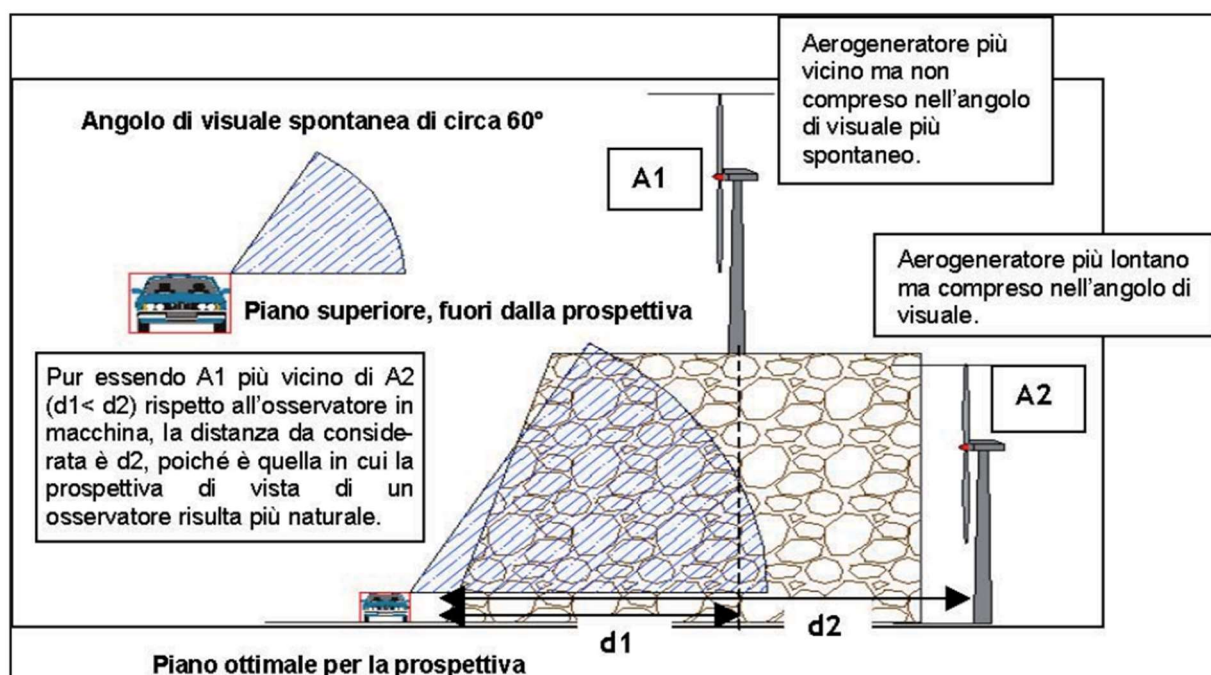 Aerogeneratore più
vicino ma non
compreso nell'angolo
di visuale più
spontaneo.
Angolo di visuale spontanea di circa 60°
A1
Aerogeneratore più lontano
ma compreso nell'angolo di
visuale.
Piano superiore, fuori dalla prospettiva
Pur essendo A1 più vicino di A2
(d1< d2) rispetto all'osservatore in
macchina, la distanza da conside-
rata è d2, poiché è quella in cui la
prospettiva di vista di un
osservatore risulta più naturale.
A2
d1
d2
Piano ottimale per la prospettiva